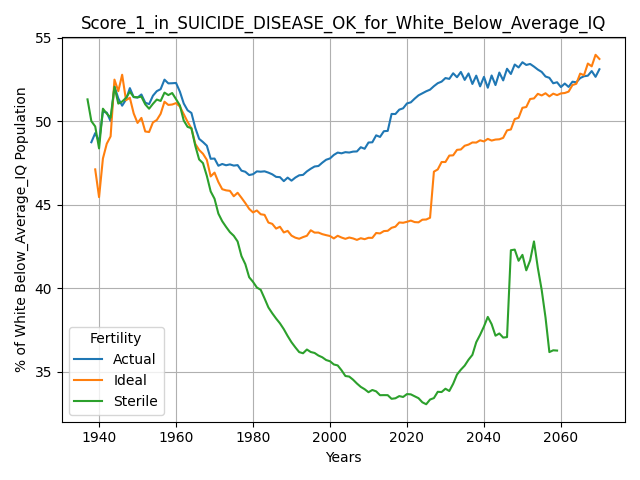 Score_1_in_SUICIDE_DISEASE_OK_for_White_Below_Average_IQ
% of White Below_Average_IQ Population
55
50
45
40
35
Fertility
Actual
Ideal
Sterile
1940 1960 1980 2000 2020 2040 2060
Years